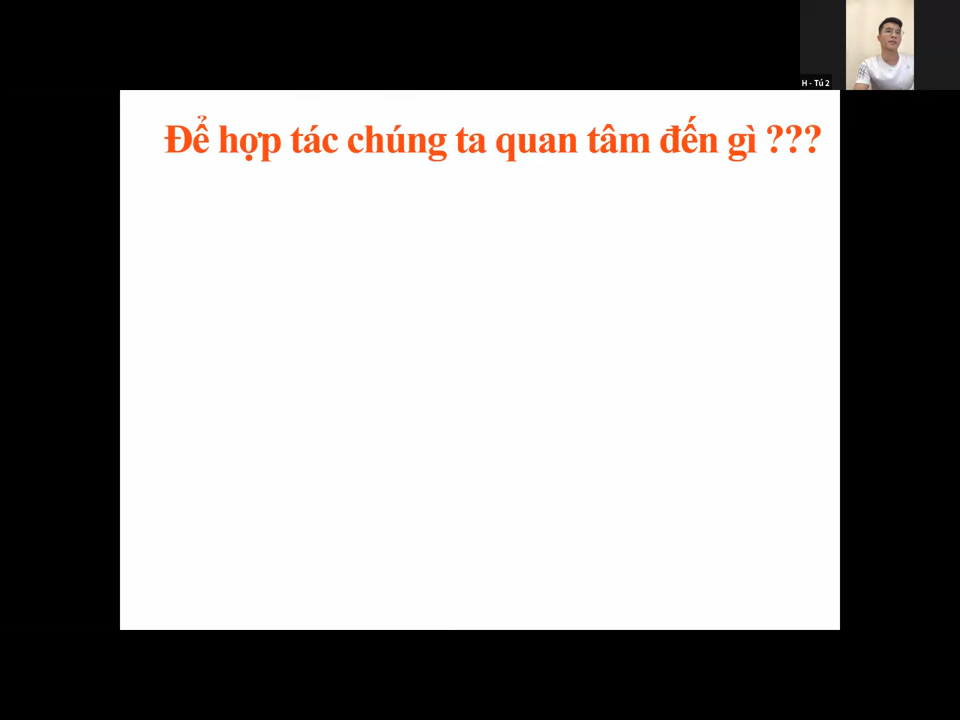 H - Tú 2
Để hợp tác chúng ta quan tâm đến gì ???